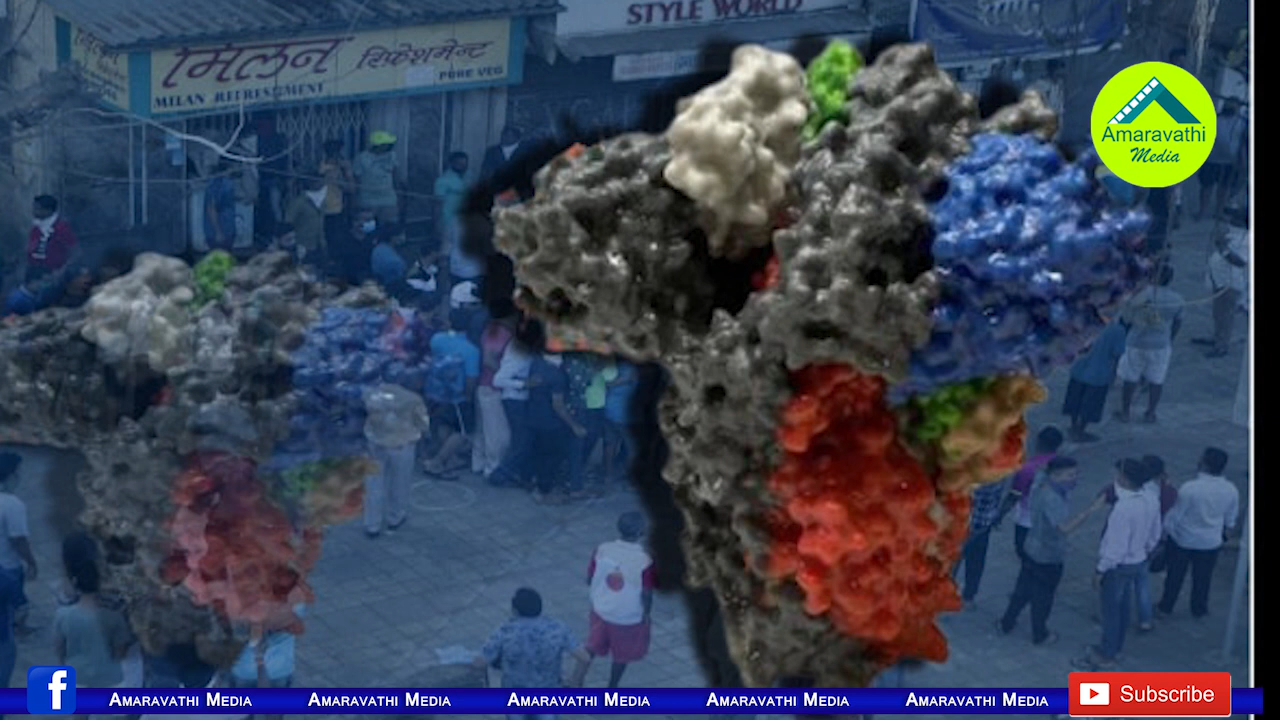 STYLE WORLD
मिलन रिफ्रेशमेन्ट
PURE VEG
MILAN REFRESHMENT
Amaravathi
Media
f
AMARAVATHI MEDIA AMARAVATHI MEDIA AMARAVATHI MEDIA AMARAVATHI MEDIA AMARAVATHI MEDIA
Subscribe